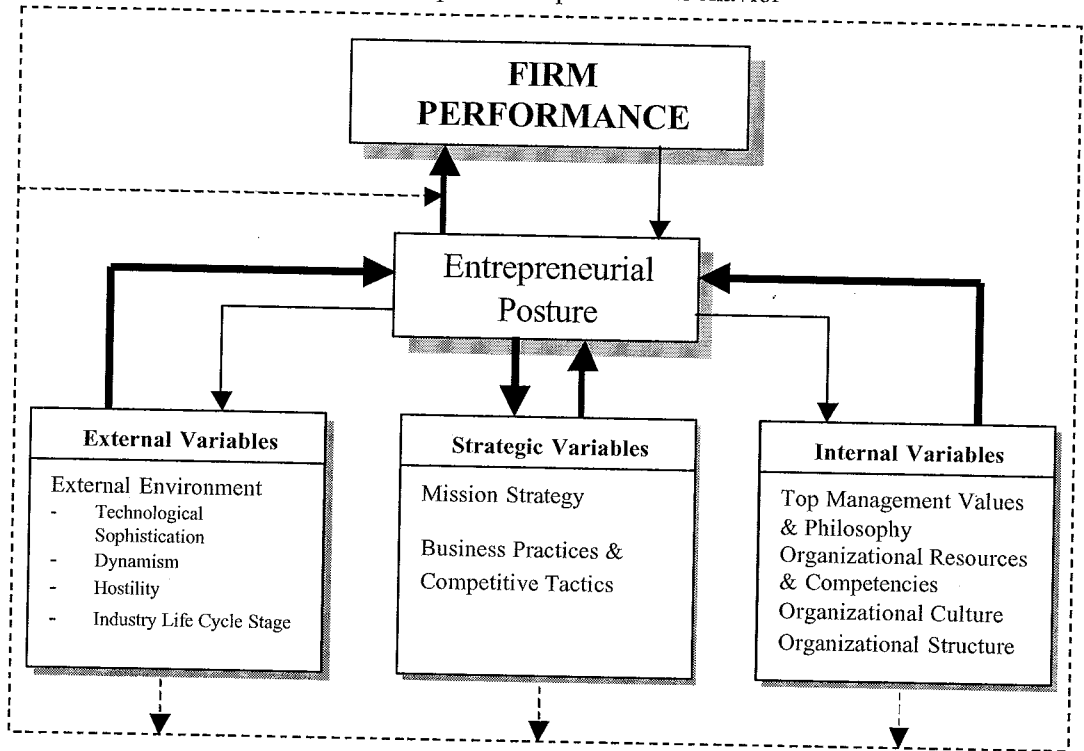 FIRM
PERFORMANCE
Entrepreneurial
Posture
External Variables
External Environment
- Technological
Sophistication
- Dynamism
- Hostility
- Industry Life Cycle Stage
Strategic Variables
Mission Strategy
Business Practices &
Competitive Tactics
Internal Variables
Top Management Values
& Philosophy
Organizational Resources
& Competencies
Organizational Culture
Organizational Structure